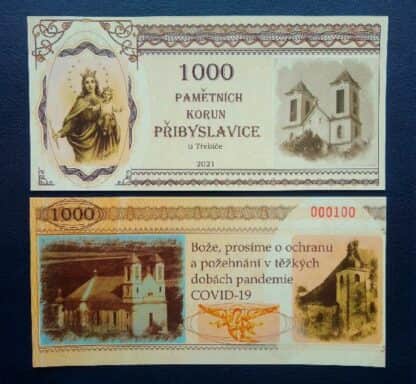 1000
PAMĚTNÍCH
KORUN
PŘIBYSLAVICE
u Třebíče
2021
1000
000100
Bože, prosíme o ochranu
a požehnání v těžkých
dobách pandemie
COVID-19